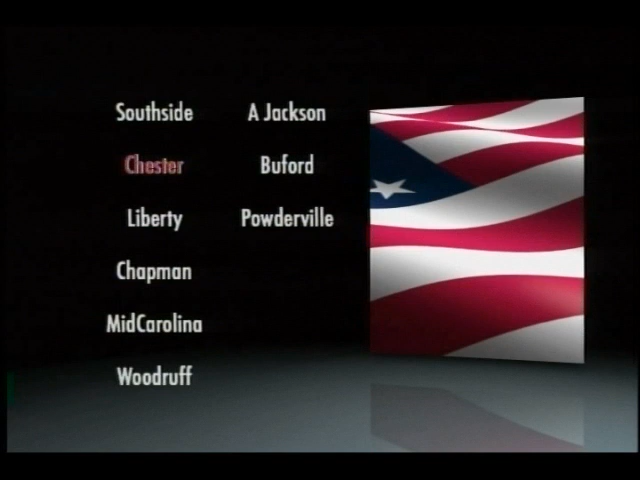 Southside
Chester
Liberty
Chapman
MidCarolina
Woodruff
A Jackson
Buford
Powderville